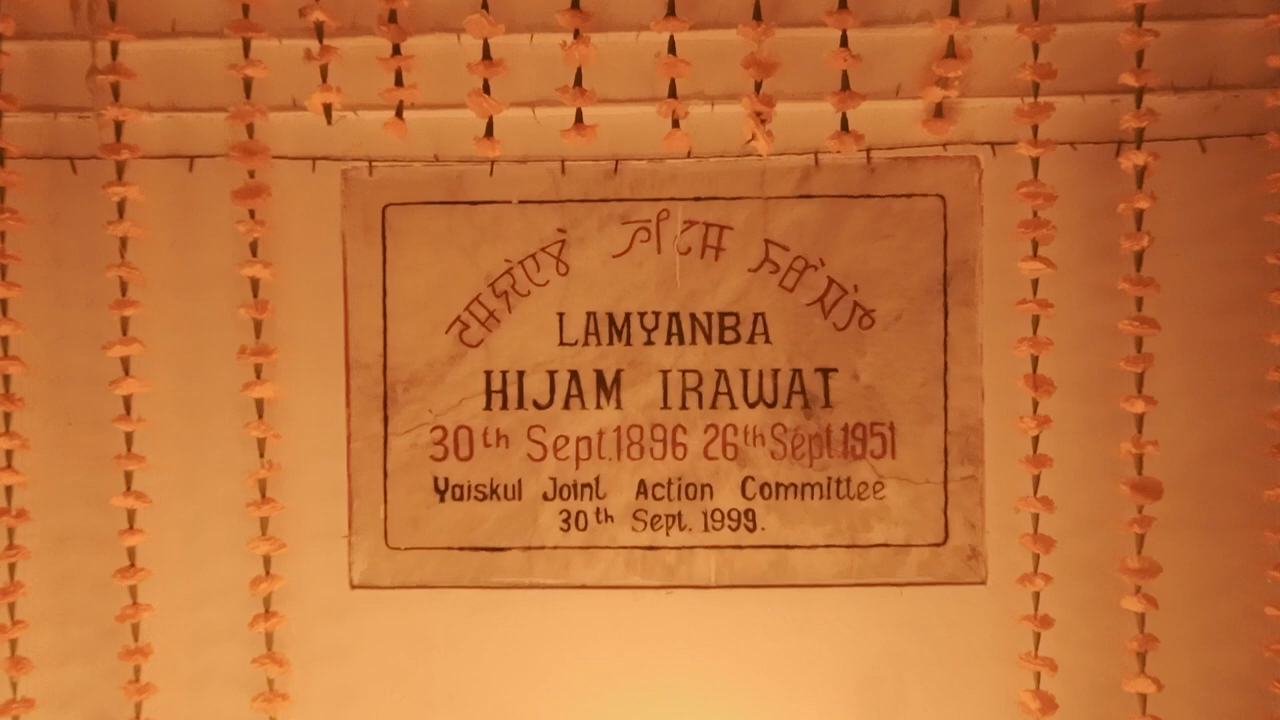 LAMYANBA
HIJAM IRAWAT
30th Sept.1896 26th Sept.1951
Yaiskul Joint Action Committee
30th Sept. 1999.